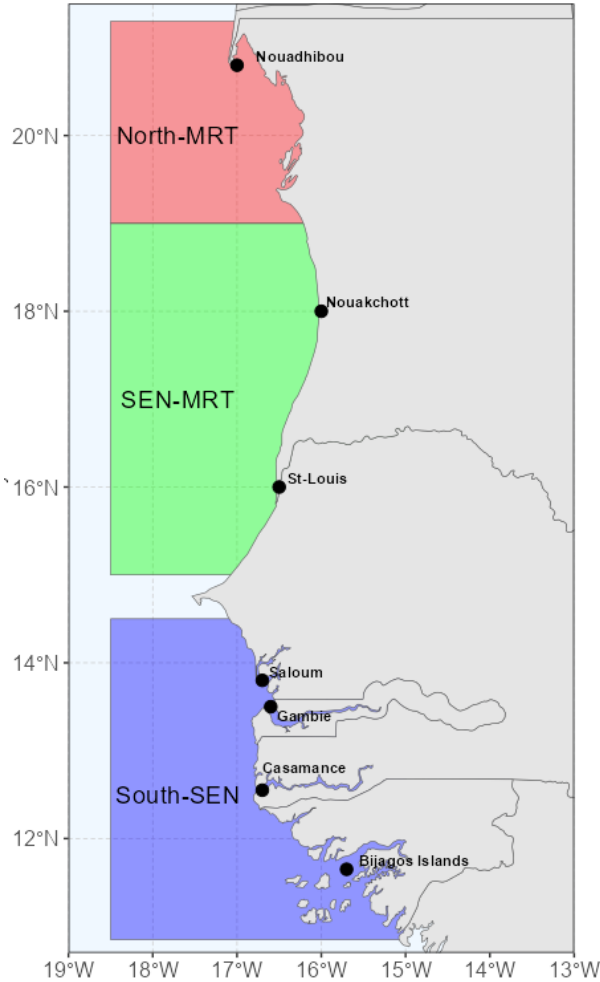 Nouadhibou
20°N
North-MRT
Nouakchott
18°N
SEN-MRT
St-Louis
16°N
14°N
Saloum
Gambie
Casamance
South-SEN
12°N
Bijagos Islands
19°W 18°W 17°W 16°W 15°W 14°W 13°W